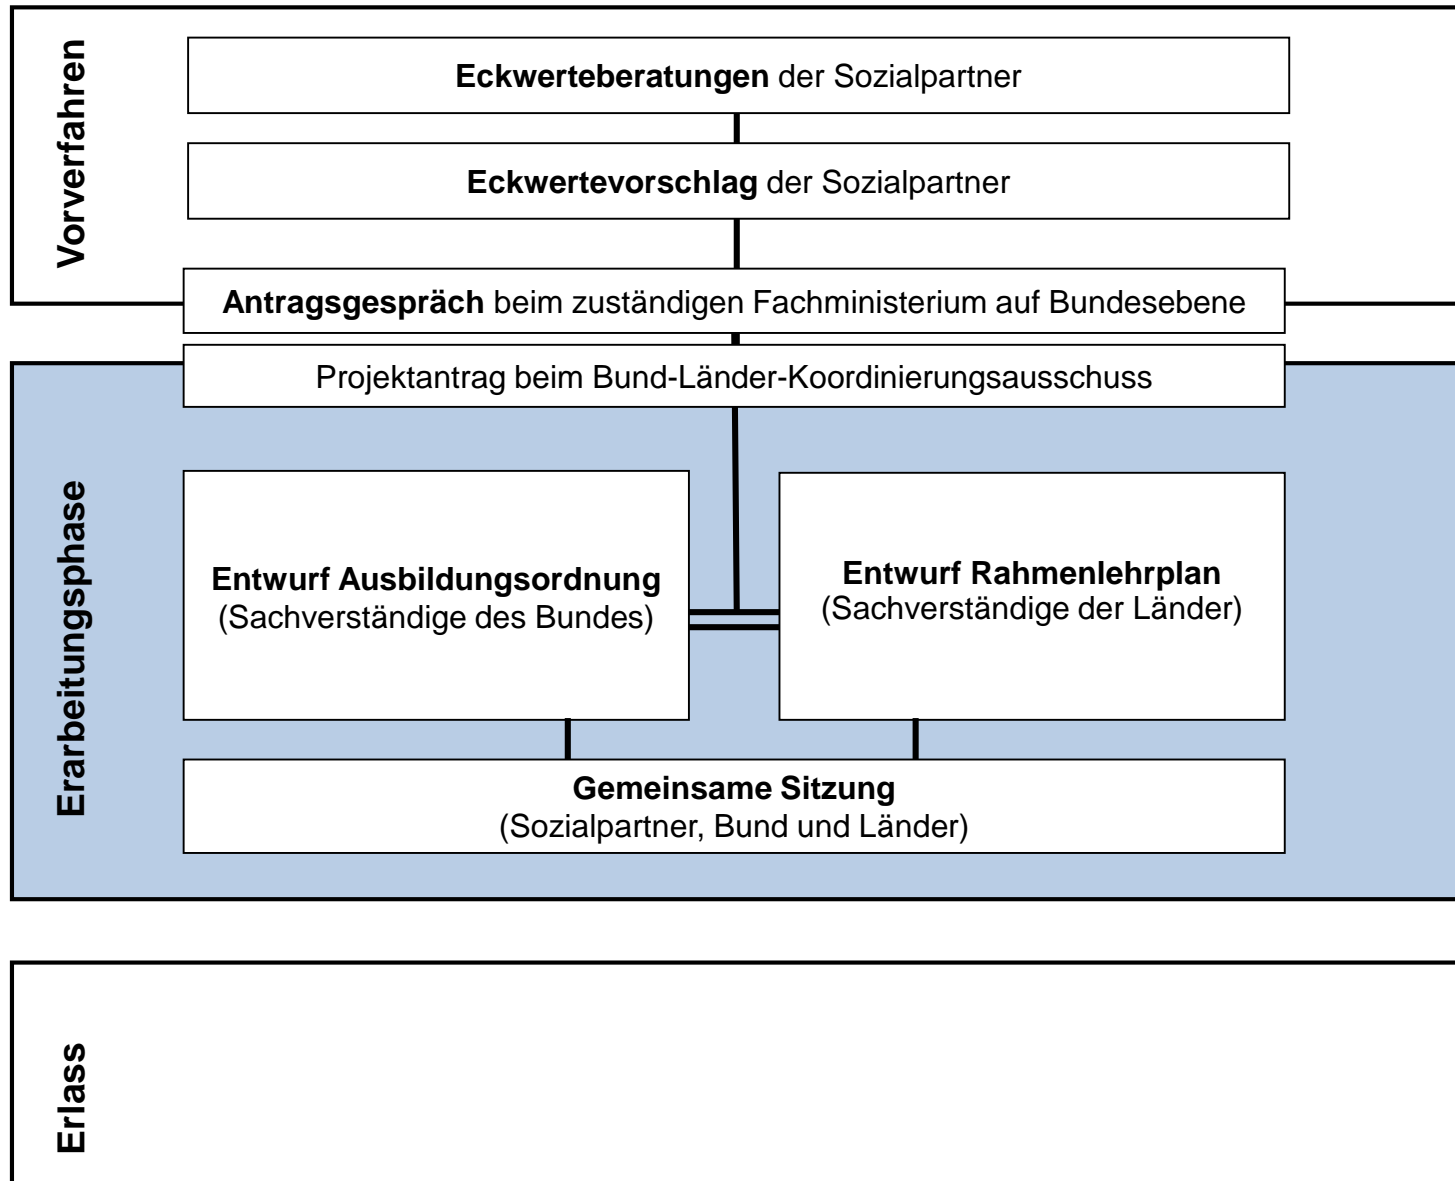 Vorverfahren
Eckwerteberatungen der Sozialpartner
Eckwertevorschlag der Sozialpartner
Antragsgespräch beim zuständigen Fachministerium auf Bundesebene
Erarbeitungsphase
Projektantrag beim Bund-Länder-Koordinierungsausschuss
Entwurf Ausbildungsordnung
(Sachverständige des Bundes)
Entwurf Rahmenlehrplan
(Sachverständige der Länder)
Gemeinsame Sitzung
(Sozialpartner, Bund und Länder)
Erlass